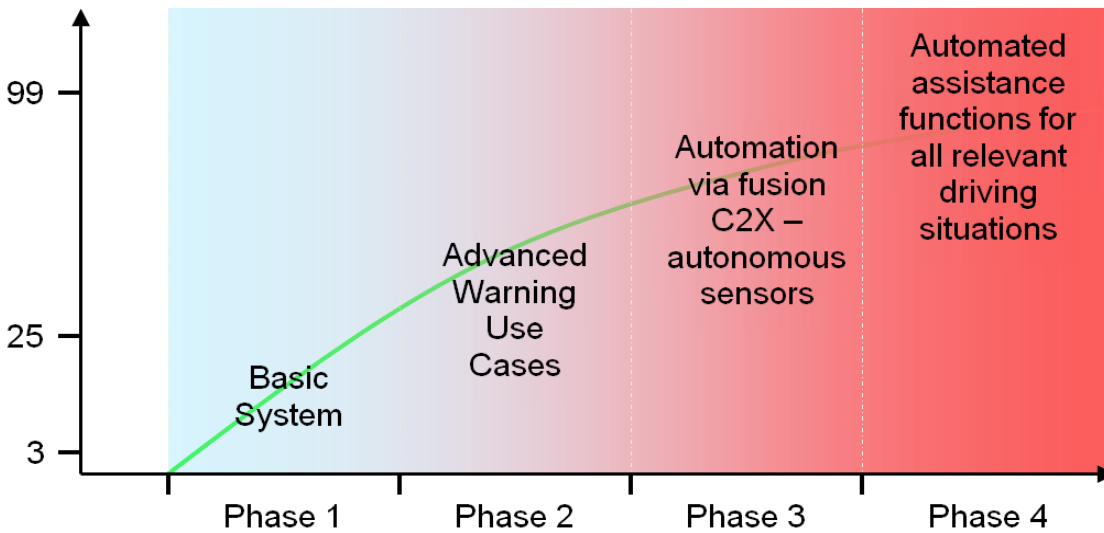 99
25
3
Basic
System
Advanced
Warning
Use
Cases
Automation
via fusion
C2X –
autonomous
sensors
Automated
assistance
functions for
all relevant
driving
situations
Phase 1
Phase 2
Phase 3
Phase 4